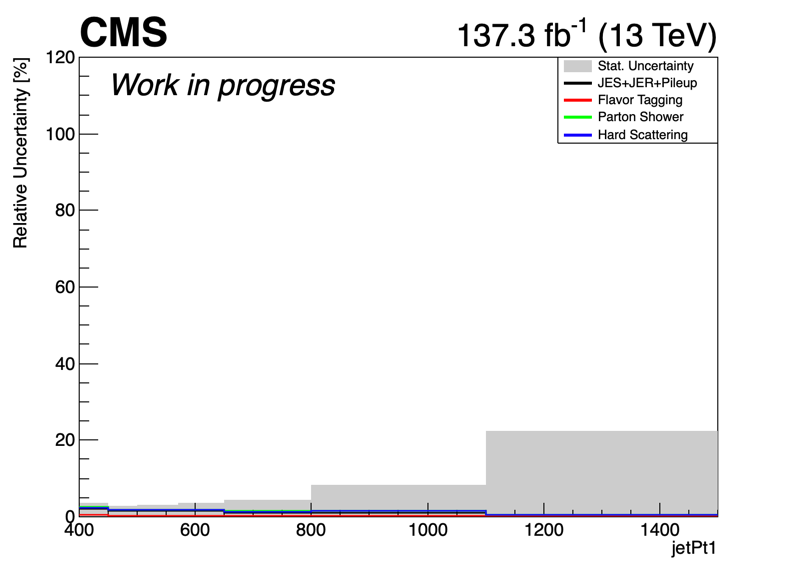 CMS
137.3 fb-1 (13 TeV)
Work in progress
Stat. Uncertainty
JES+JER+Pileup
Flavor Tagging
Parton Shower
Hard Scattering
Relative Uncertainty [%]
120
100
80
60
40
20
0
400 600 800 1000 1200 1400
jetPt1